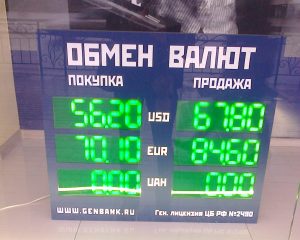 ОБМЕН ВАЛЮТ
ПОКУПКА ПРОДАЖА
56.20 USD 67.80
70.10 EUR 84.60
0.00 UAH 0.00
WWW.GENBANK.RU Ген. лицензия ЦБ РФ №2490